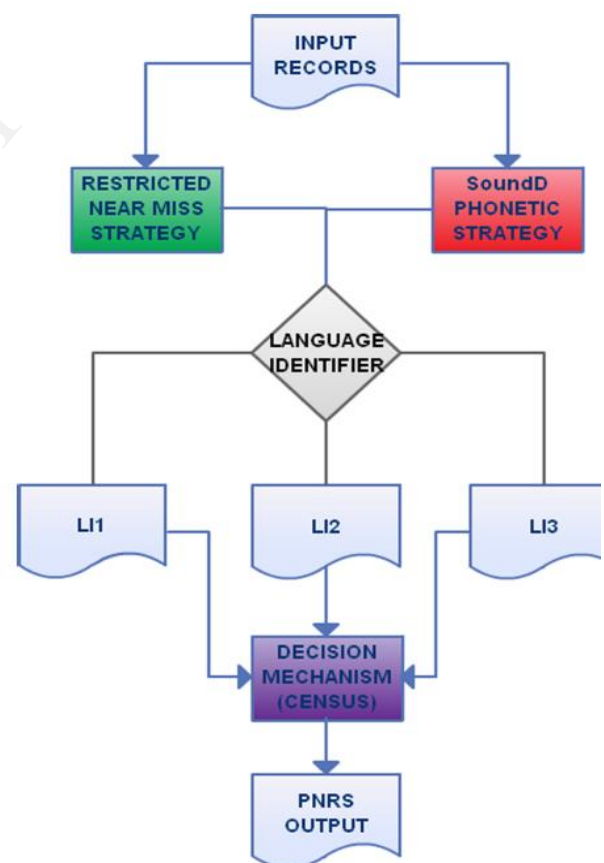 INPUT
RECORDS
RESTRICTED
NEAR MISS
STRATEGY
SoundD
PHONETIC
STRATEGY
LANGUAGE
IDENTIFIER
LI1
LI2
LI3
DECISION
MECHANISM
(CENSUS)
PNRS
OUTPUT